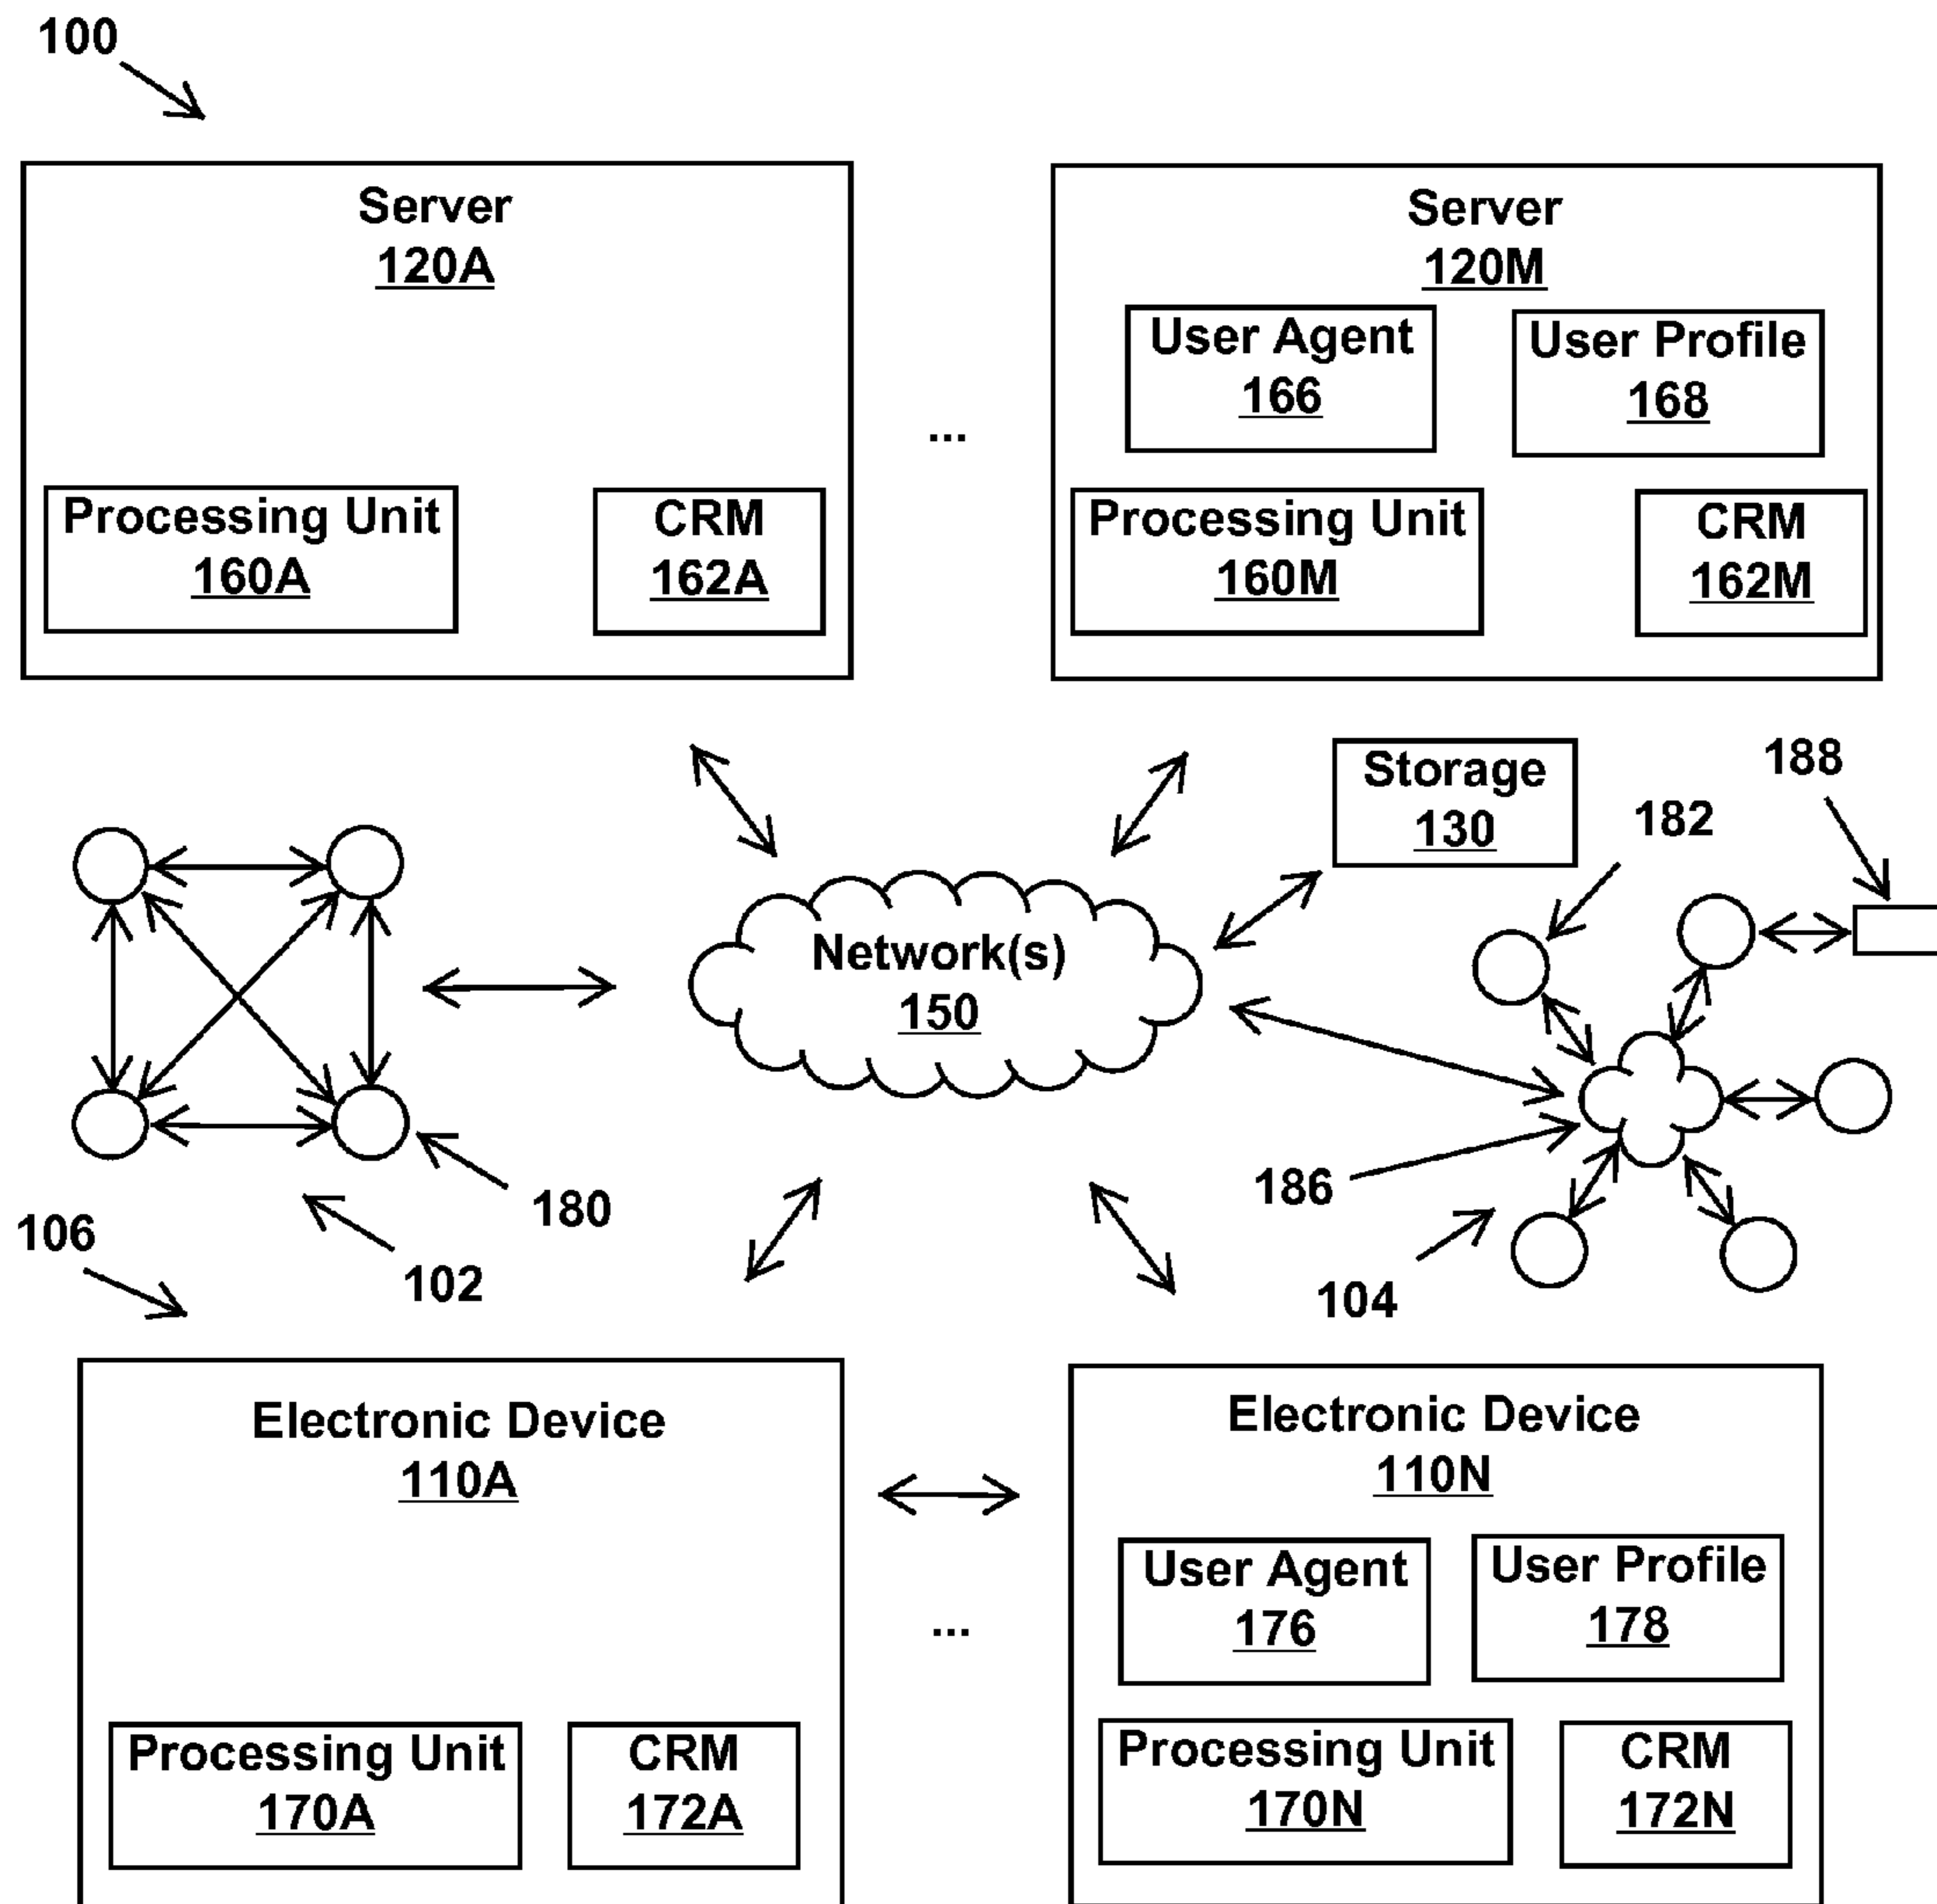 100
Server
120A
Processing Unit
160A
CRM
162A
...
Server
120M
User Agent
166
User Profile
168
Processing Unit
160M
CRM
162M
Storage
130
188
182
Network(s)
150
180
186
106
102
104
Electronic Device
110A
Processing Unit
170A
CRM
172A
...
Electronic Device
110N
User Agent
176
User Profile
178
Processing Unit
170N
CRM
172N